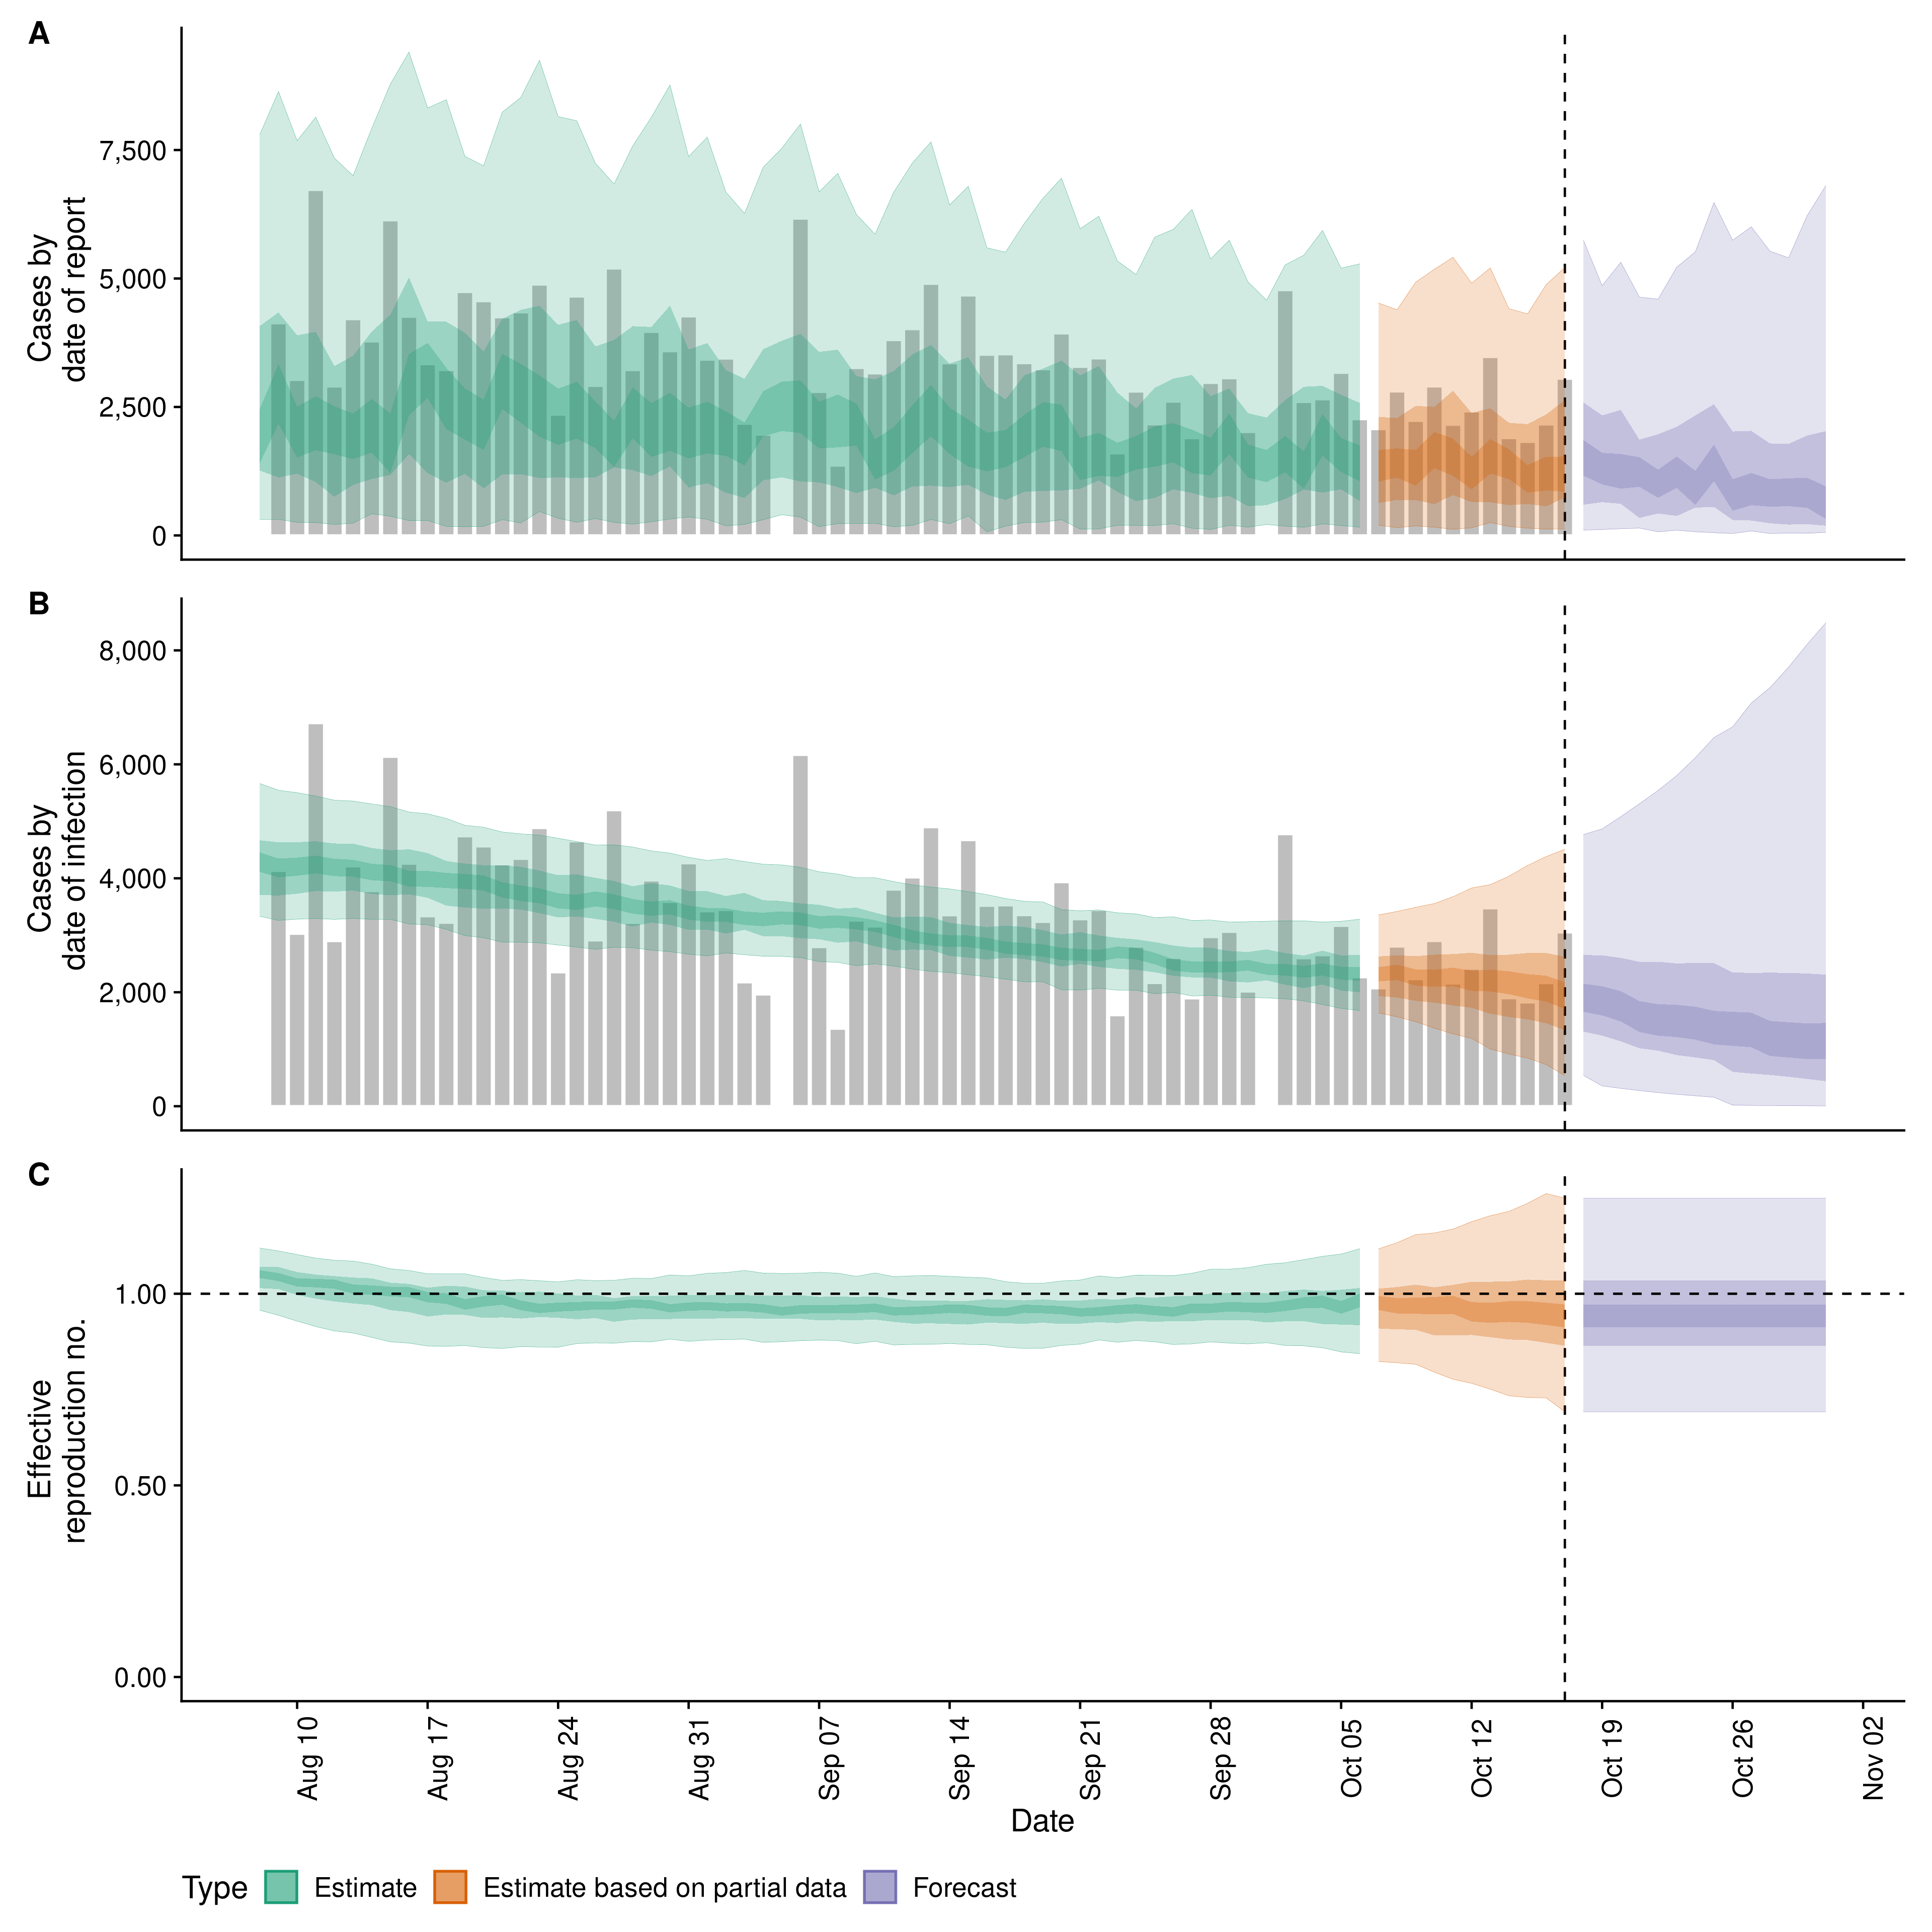 A
Cases by
date of report
7,500
5,000
2,500
0
B
Cases by
date of infection
8,000
6,000
4,000
2,000
0
C
Effective
reproduction no.
1.00
0.50
0.00
Aug 10
Aug 17
Aug 24
Aug 31
Sep 07
Sep 14
Sep 21
Sep 28
Oct 05
Oct 12
Oct 19
Oct 26
Nov 02
Date
Type Estimate Estimate based on partial data Forecast